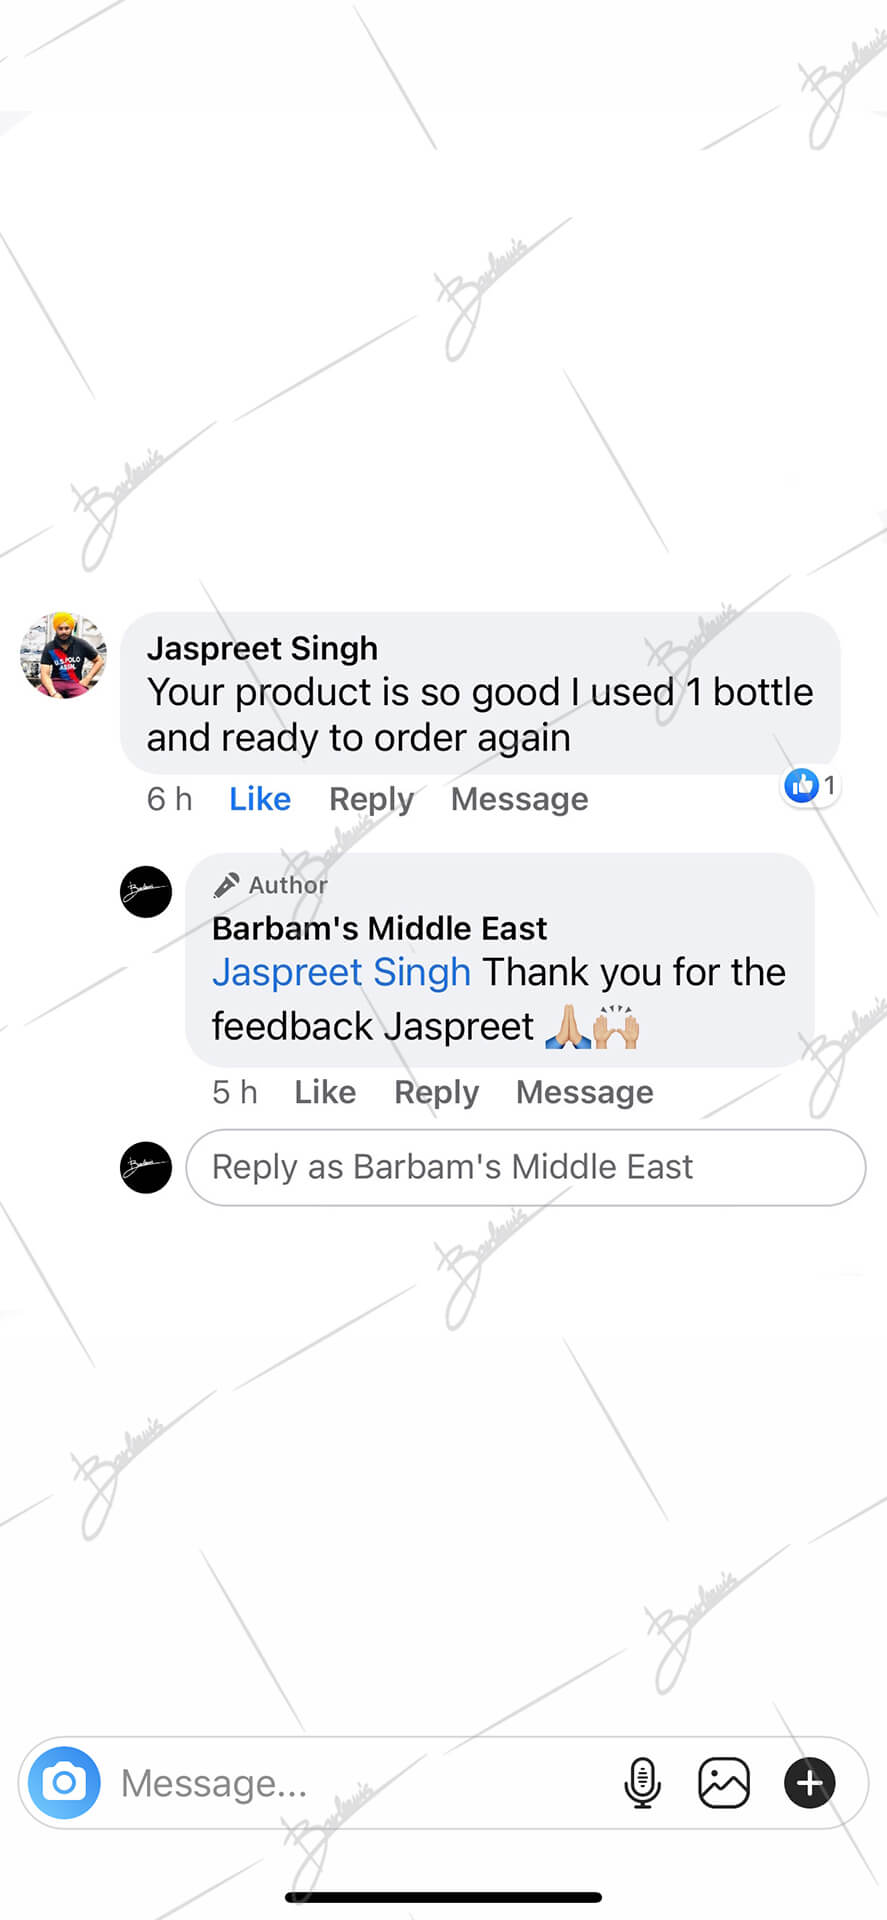 Jaspreet Singh
Your product is so good I used 1 bottle
and ready to order again
6 h Like Reply Message 👍 1
Author
Barbam's Middle East
Jaspreet Singh Thank you for the
feedback Jaspreet 🙏🏼🙌🏼
5 h Like Reply Message
Reply as Barbam's Middle East
Message...